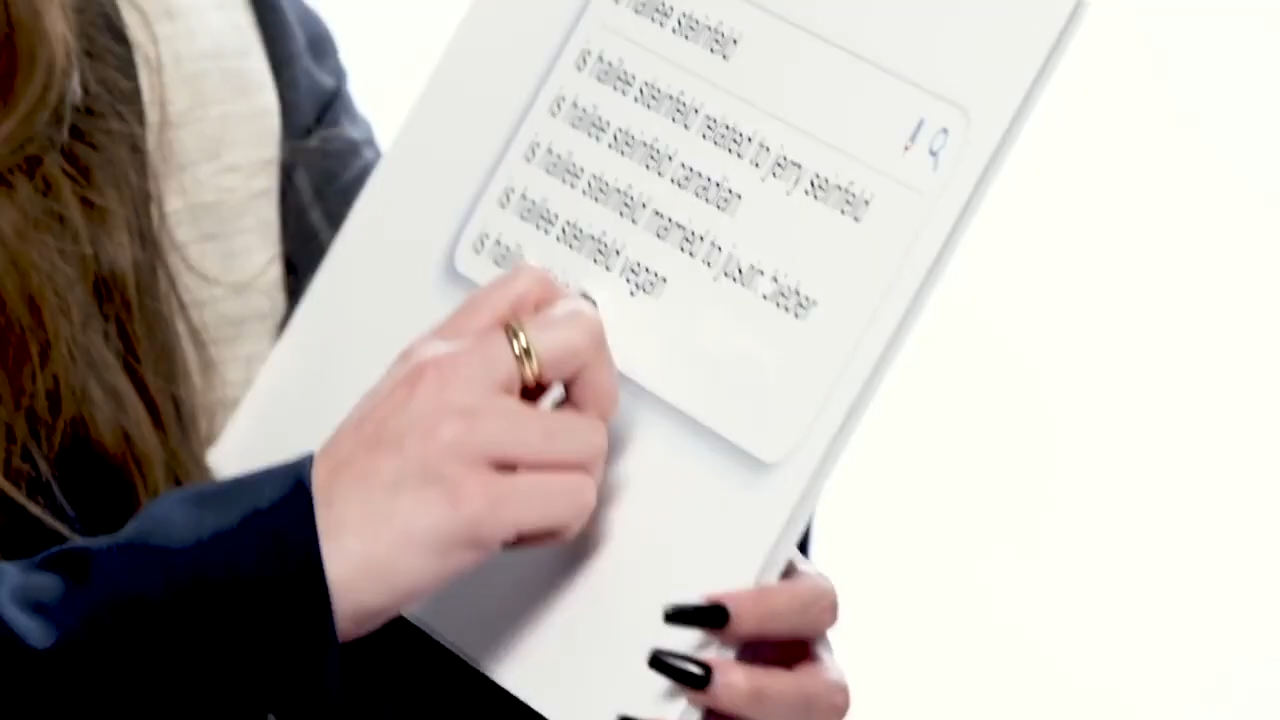 hailee steinfeld
is hailee steinfeld related to jerry seinfeld
is hailee steinfeld canadian
is hailee steinfeld married to justin bieber
is hailee steinfeld vegan
is